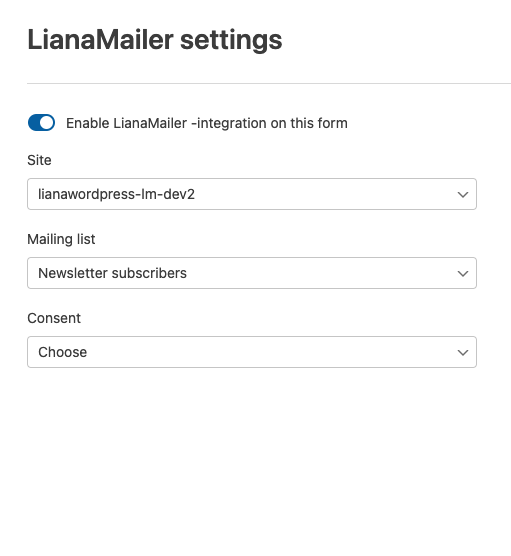 LianaMailer settings
Enable LianaMailer -integration on this form
Site
lianawordpress-lm-dev2
Mailing list
Newsletter subscribers
Consent
Choose